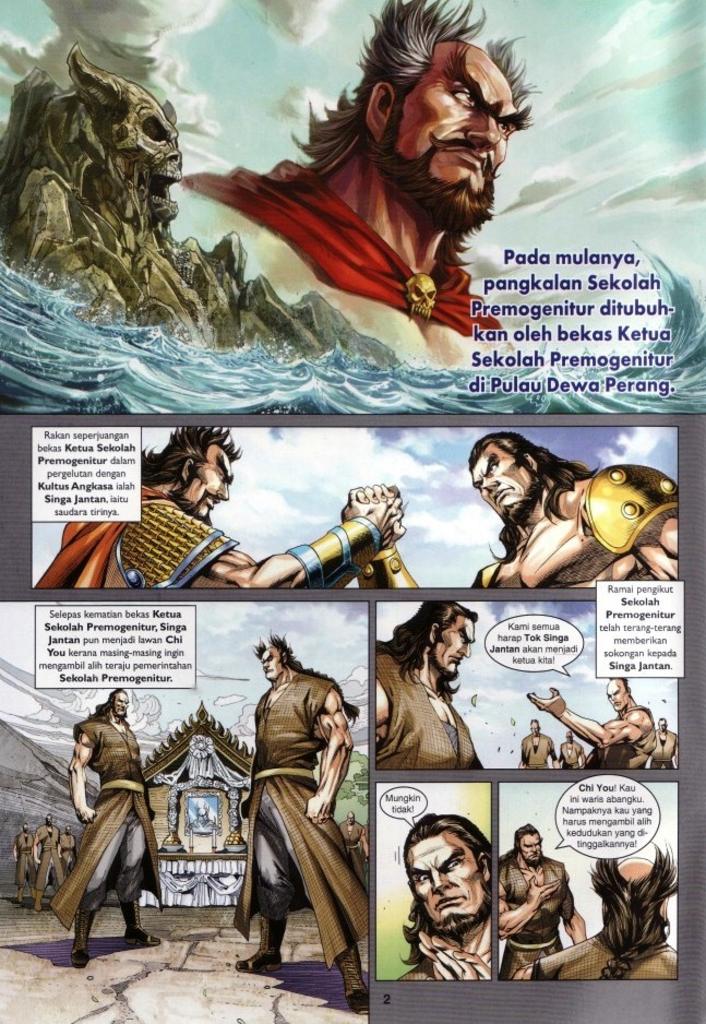 Pada mulanya,
pangkalan Sekolah
Premogenitur ditubuh-
kan oleh bekas Ketua
Sekolah Premogenitur
di Pulau Dewa Perang.
Rakan seperjuangan
bekas Ketua Sekolah
Premogenitur dalam
pergelutan dengan
Kultus Angkasa ialah
Singa Jantan, iaitu
saudara tirinya.
Selepas kematian bekas Ketua
Sekolah Premogenitur, Singa
Jantan pun menjadi lawan Chi
You kerana masing-masing ingin
mengambil alih teraju pemerintahan
Sekolah Premogenitur.
Ramai pengikut
Sekolah
Premogenitur
telah terang-terang
memberikan
sokongan kepada
Singa Jantan.
Kami semua
harap Tok Singa
Jantan akan menjadi
ketua kita!
Mungkin
tidak!
Chi You! Kau
ini waris abangku.
Nampaknya kau yang
harus mengambil alih
kedudukan yang di-
tinggalkannya!
2